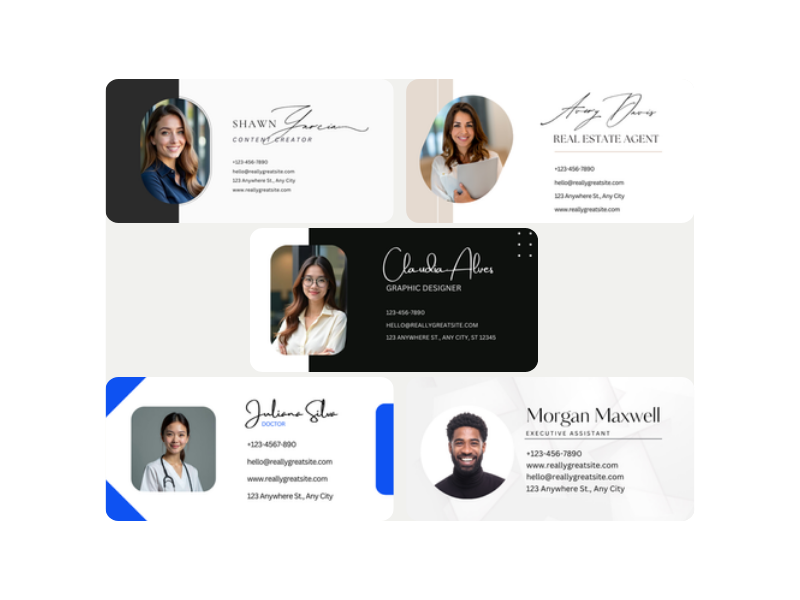 SHAWN Garcia
CONTENT CREATOR
+123-456-7890
hello@reallygreatsite.com
123 Anywhere St., Any City
www.reallygreatsite.com
Avery Davis
REAL ESTATE AGENT
+123-456-7890
hello@reallygreatsite.com
123 Anywhere St., Any City
www.reallygreatsite.com
Claudia Alves
GRAPHIC DESIGNER
123-456-7890
HELLO@REALLYGREATSITE.COM
123 ANYWHERE ST., ANY CITY, ST 12345
Juliana Silva
DOCTOR
+123-4567-890
hello@reallygreatsite.com
www.reallygreatsite.com
123 Anywhere St., Any City
Morgan Maxwell
EXECUTIVE ASSISTANT
+123-456-7890
www.reallygreatsite.com
hello@reallygreatsite.com
123 Anywhere St., Any City